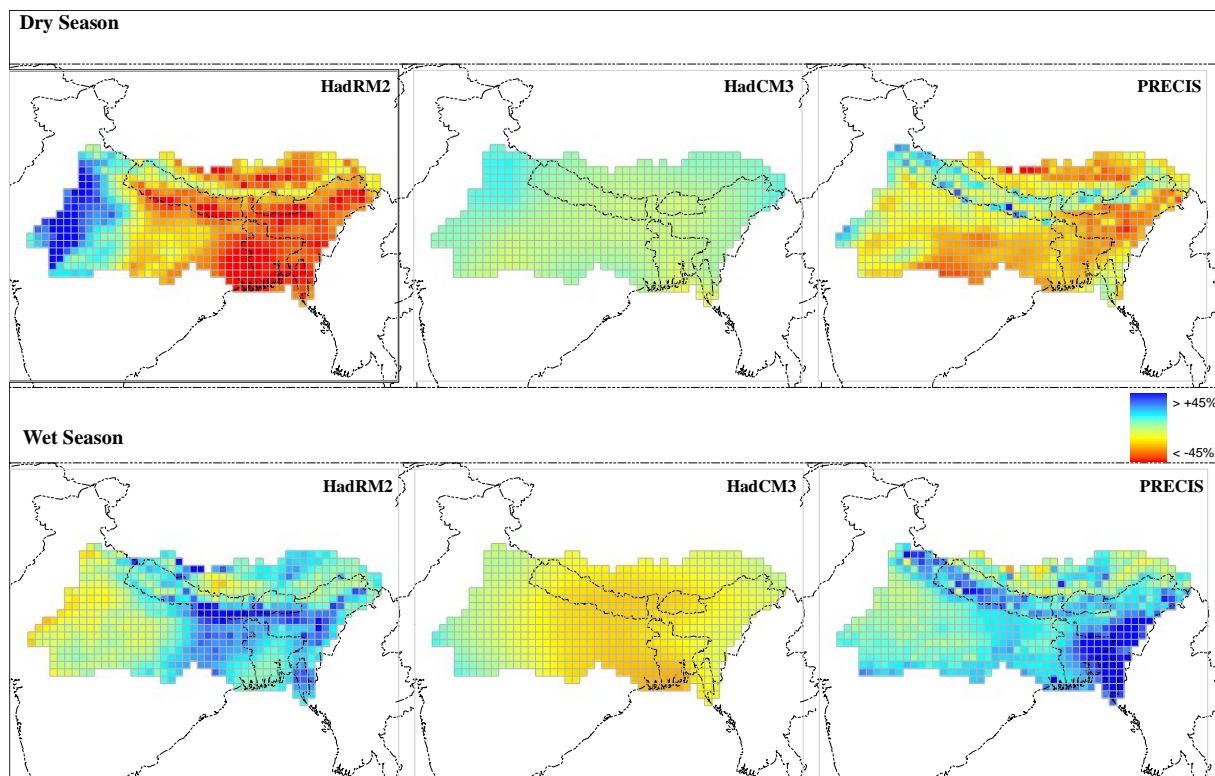 Dry Season
HadRM2
HadCM3
PRECIS
> +45%
< -45%
Wet Season
HadRM2
HadCM3
PRECIS